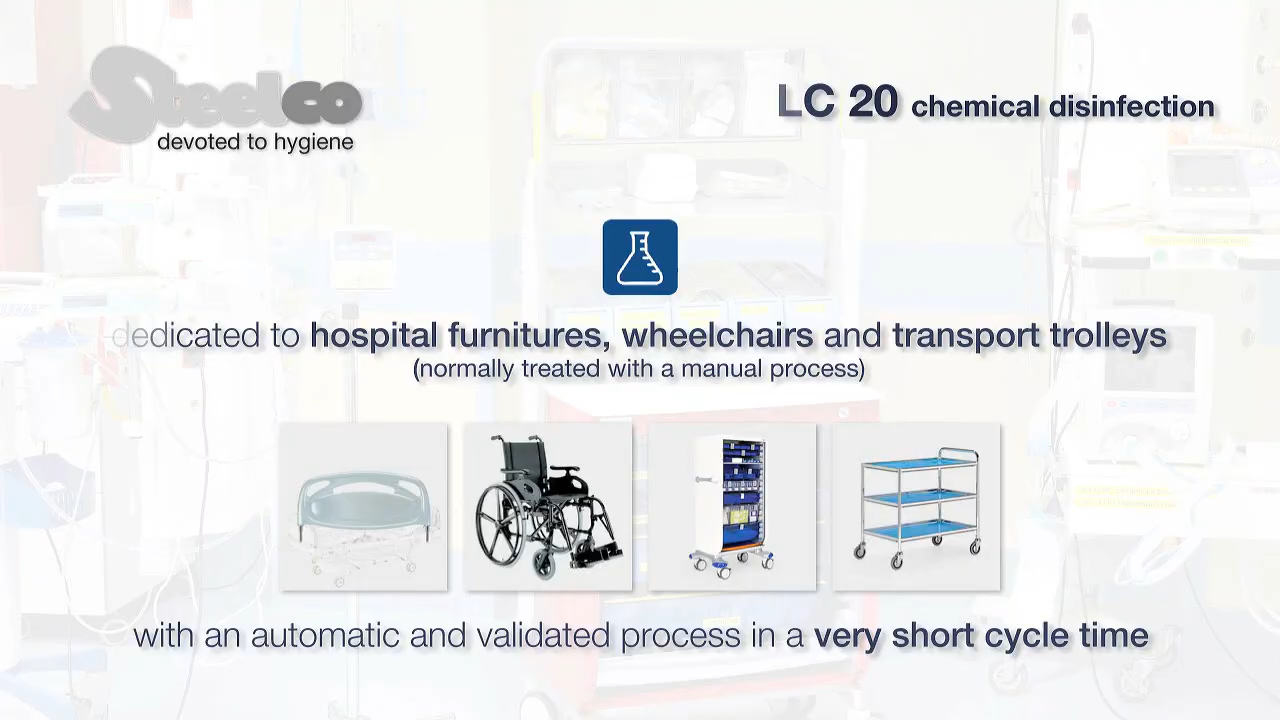 Steelco
devoted to hygiene
LC 20 chemical disinfection
dedicated to hospital furnitures, wheelchairs and transport trolleys
(normally treated with a manual process)
with an automatic and validated process in a very short cycle time